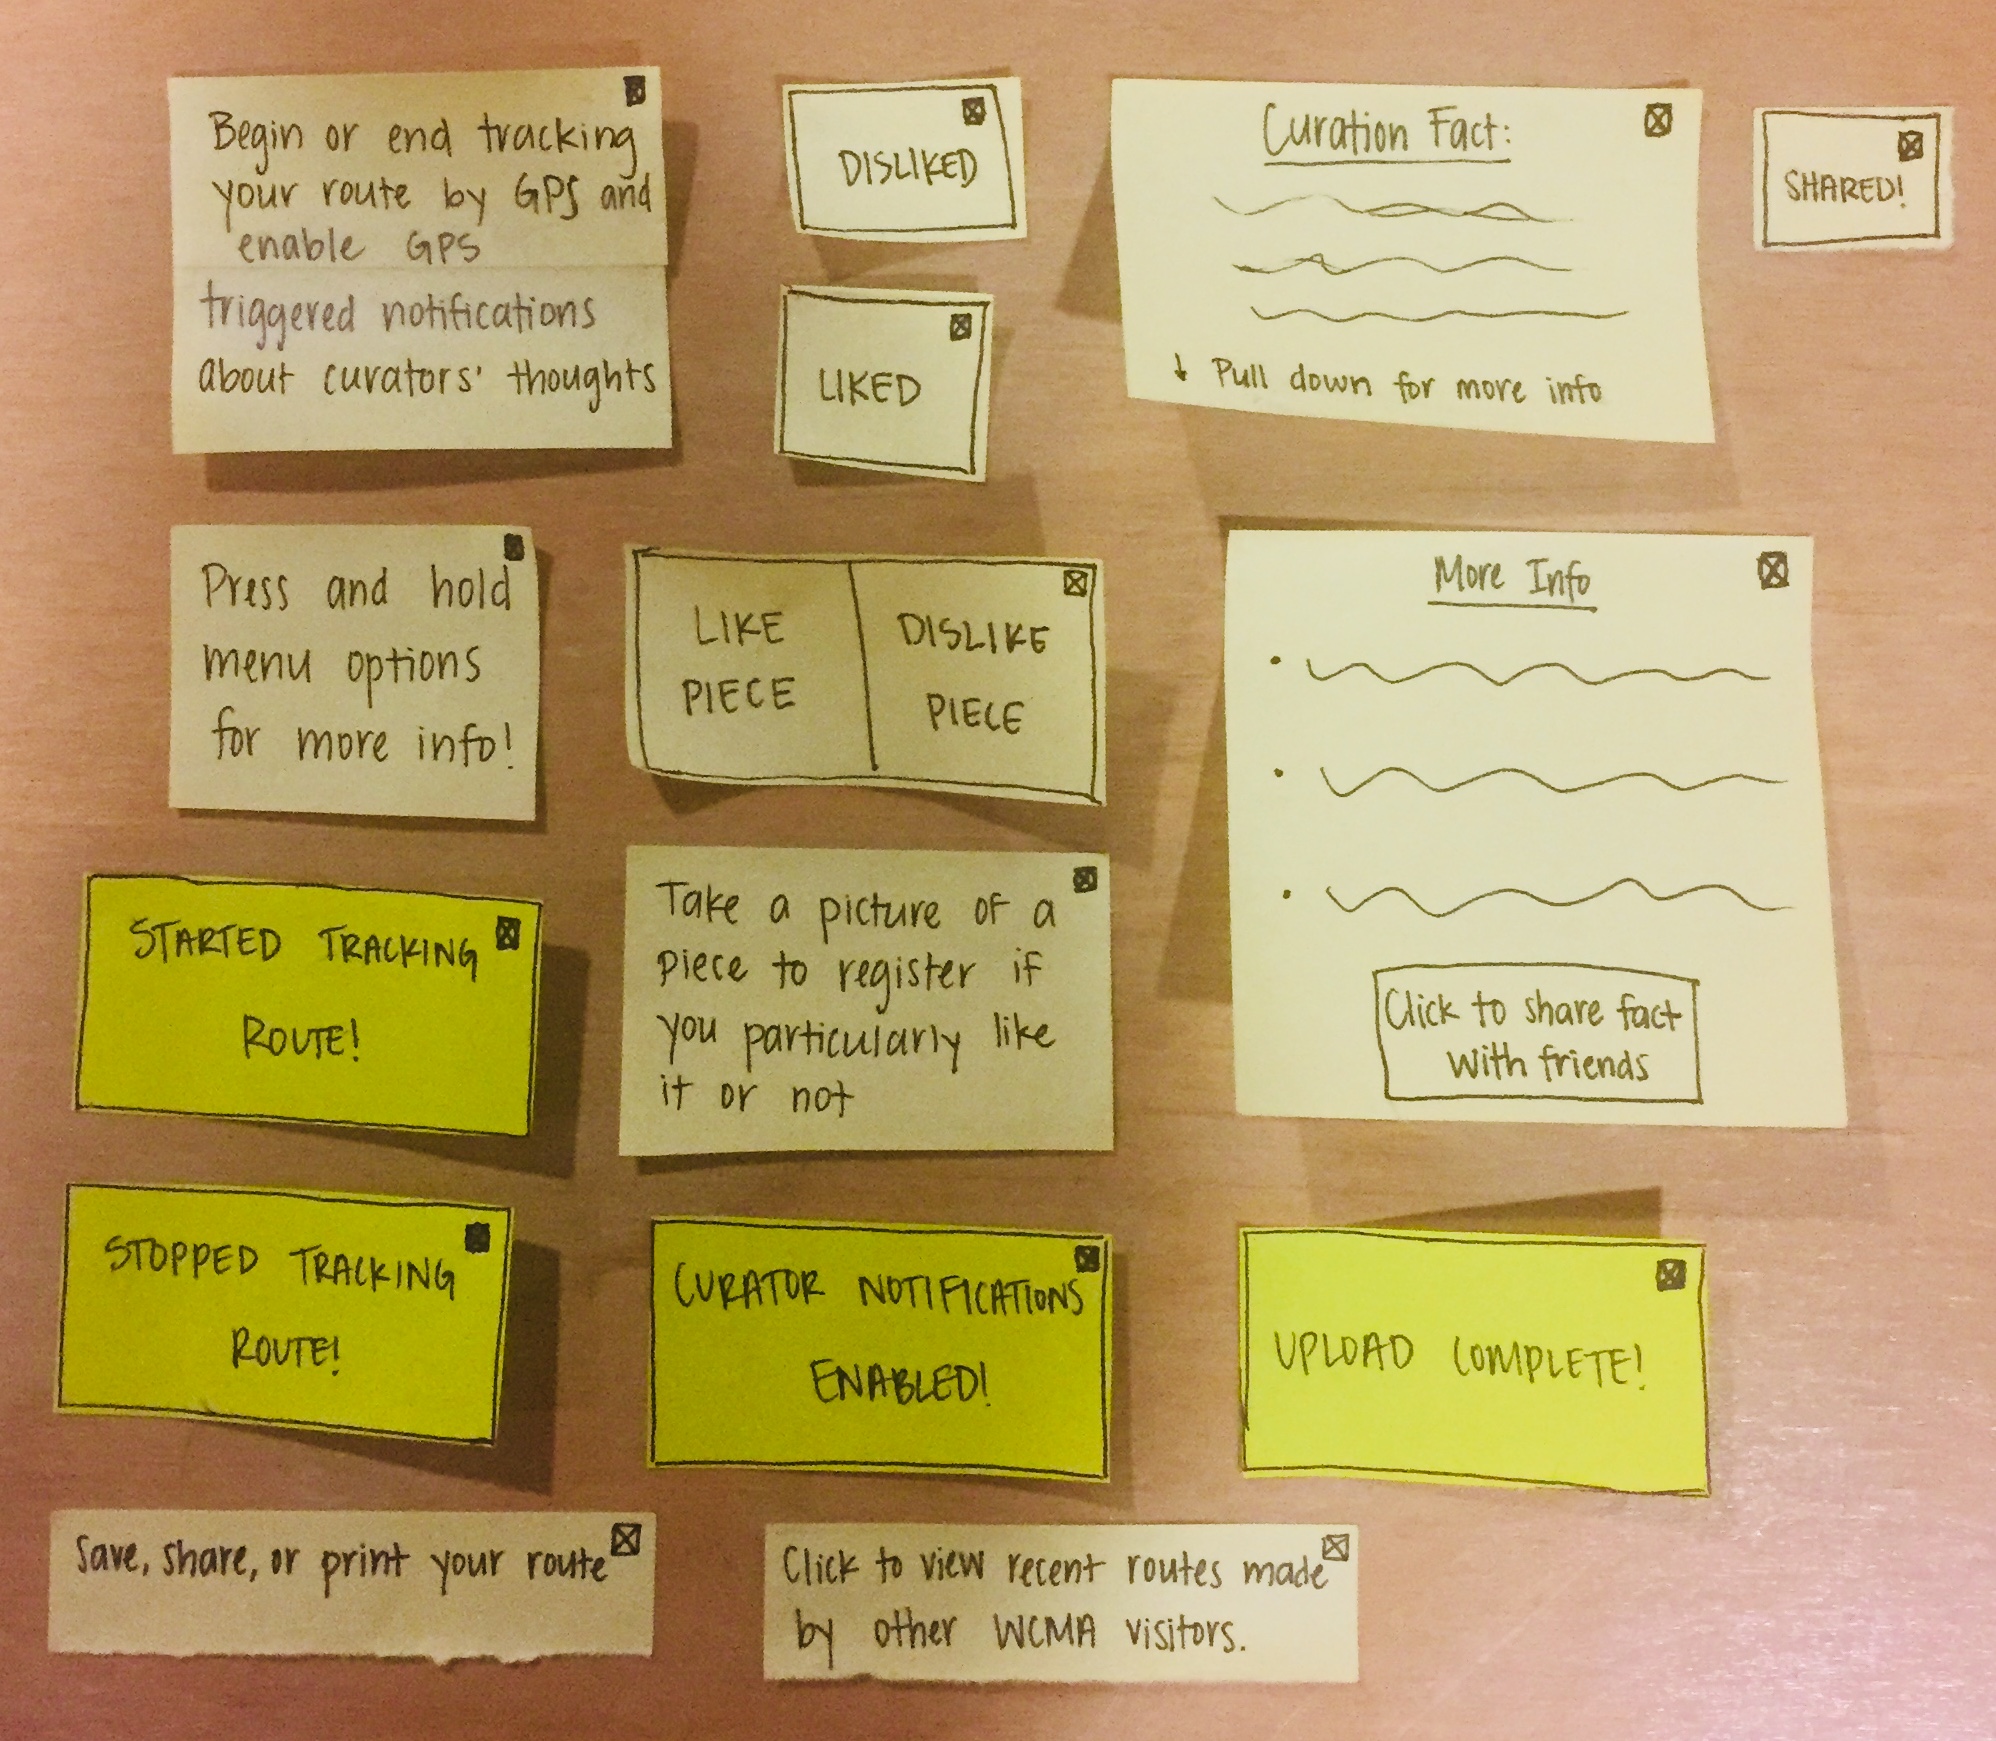 Begin or end tracking
your route by GPS and
enable GPS
triggered notifications
about curators' thoughts
DISLIKED
LIKED
Curation Fact:
↓ Pull down for more info
SHARED!
Press and hold
menu options
for more info!
LIKE
PIECE
DISLIKE
PIECE
More Info
Click to share fact
with friends
STARTED TRACKING
ROUTE!
Take a picture of a
piece to register if
you particularly like
it or not
STOPPED TRACKING
ROUTE!
CURATOR NOTIFICATIONS
ENABLED!
UPLOAD COMPLETE!
Save, share, or print your route
Click to view recent routes made
by other WCMA visitors.